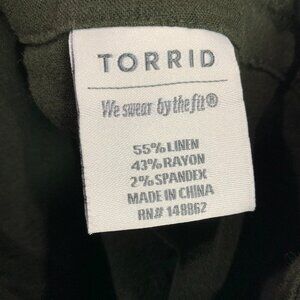 TORRID
We swear by the fit®
55% LINEN
43% RAYON
2% SPANDEX
MADE IN CHINA
RN# 148862